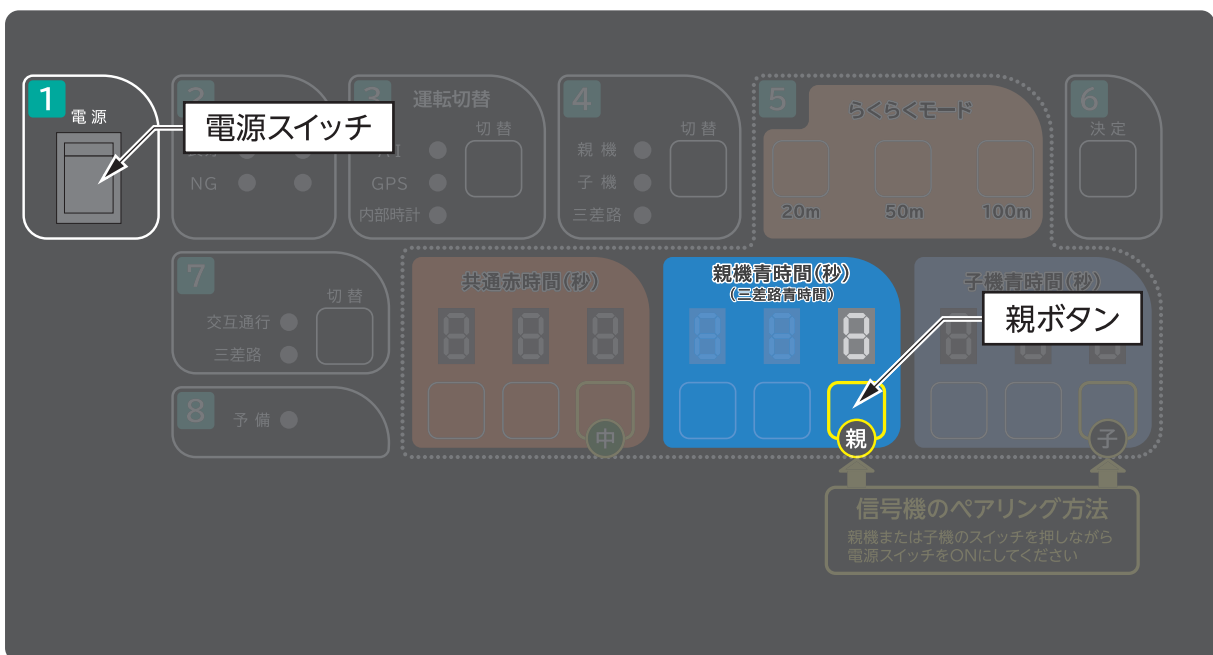 1
電源
電源スイッチ
2
NG
3
運転切替
切替
GPS
内部時計
4
切替
親機
子機
三差路
5
らくらくモード
20m
50m
100m
6
決定
7
切替
交互通行
三差路
8
予備
共通赤時間(秒)
中
親機青時間(秒)
(三差路青時間)
親
子機青時間(秒)
親ボタン
子
信号機のペアリング方法
親機または子機のスイッチを押しながら
電源スイッチをONにしてください